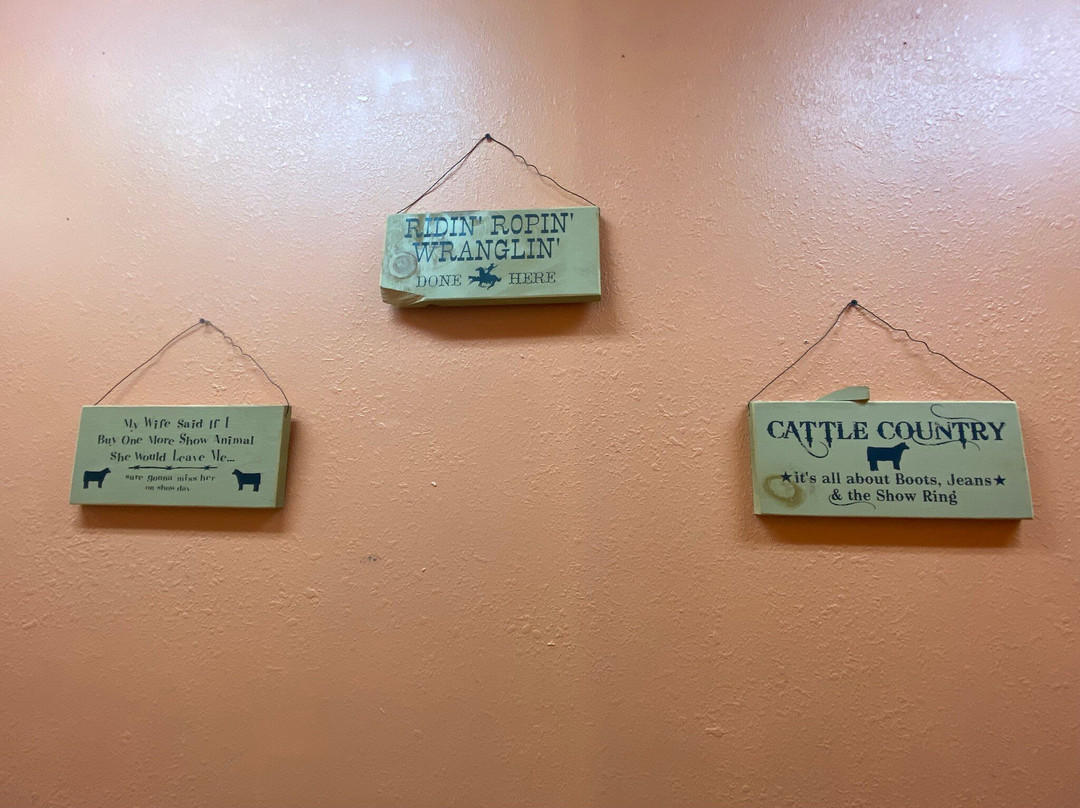 RIDIN' ROPIN'
WRANGLIN'
DONE HERE
My Wife Said If I
Buy One More Show Animal
She Would Leave Me...
sure gonna miss her
on show day
CATTLE COUNTRY
★it's all about Boots, Jeans★
& the Show Ring